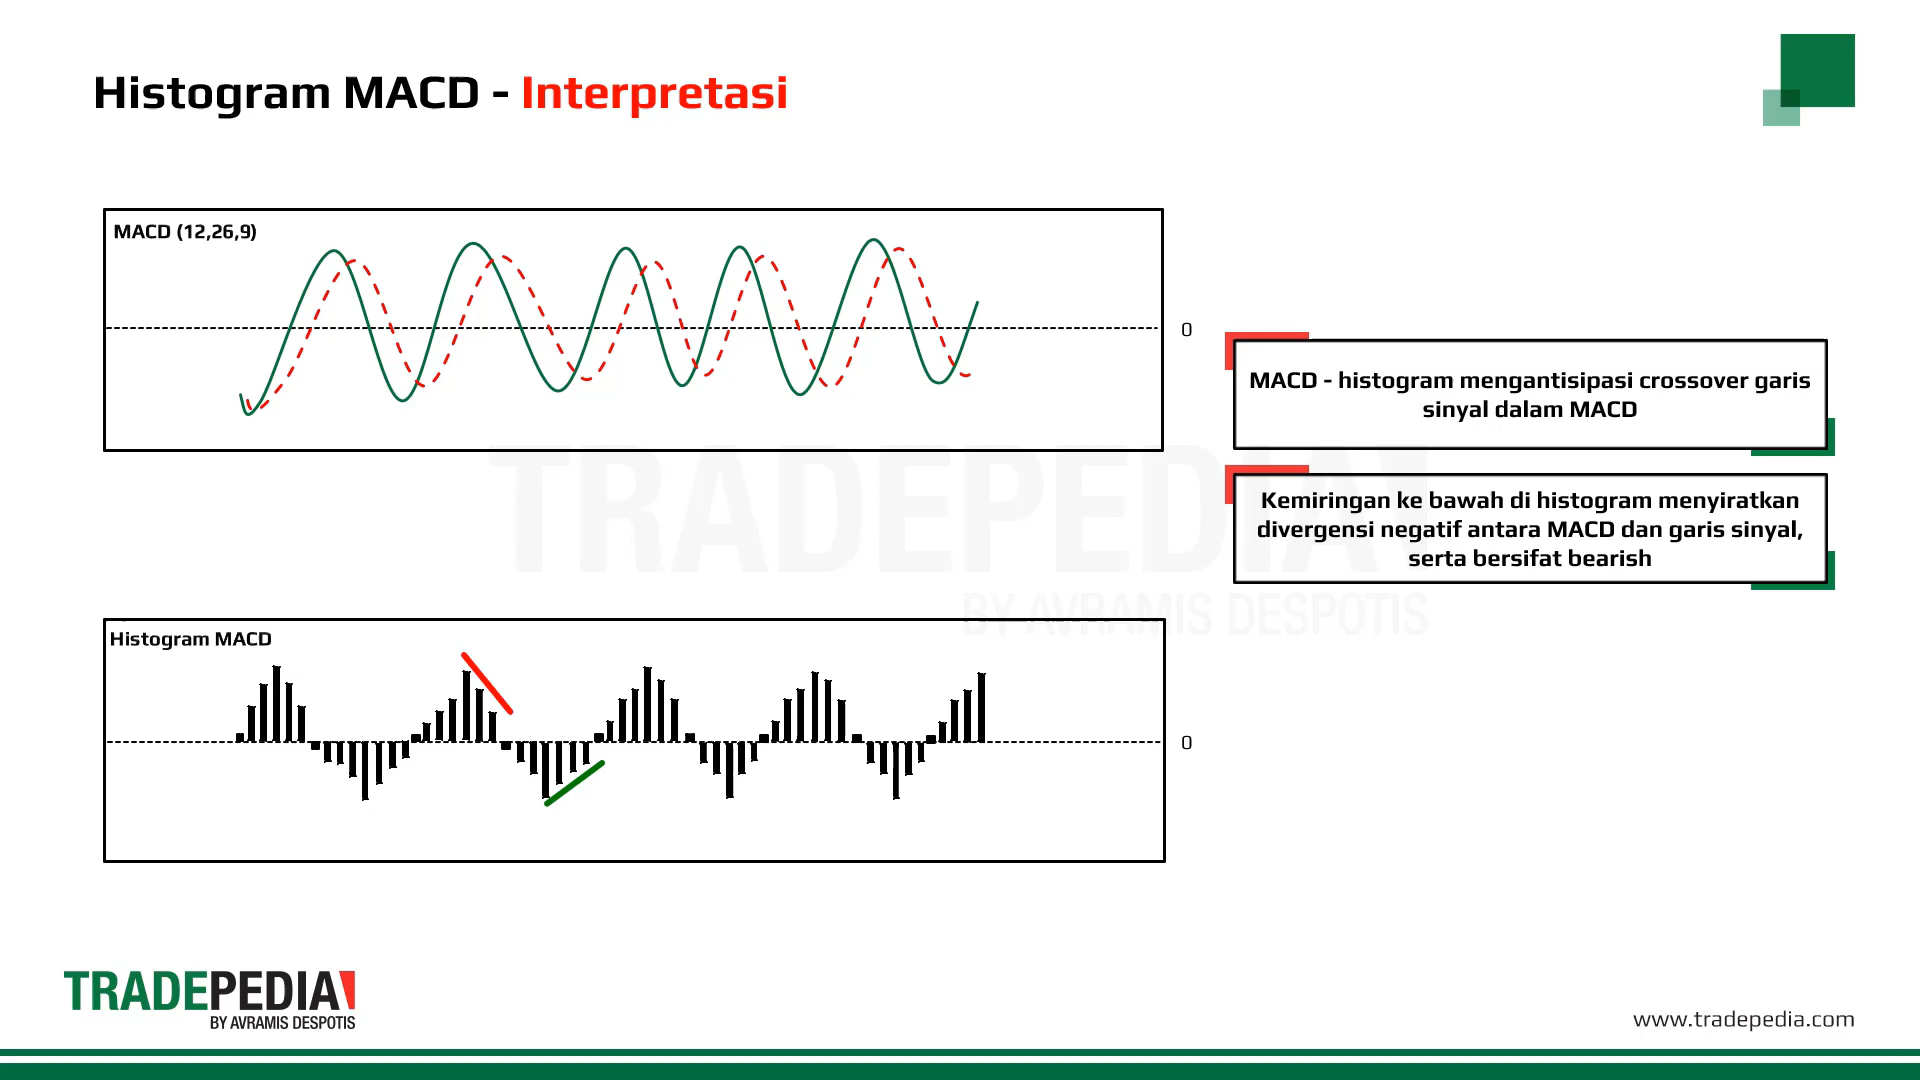 Histogram MACD - Interpretasi
MACD (12,26,9)
0
MACD - histogram mengantisipasi crossover garis
sinyal dalam MACD
Kemiringan ke bawah di histogram menyiratkan
divergensi negatif antara MACD dan garis sinyal,
serta bersifat bearish
TRADEPEDIA
BY AVRAMIS DESPOTIS
Histogram MACD
0
TRADEPEDIA
BY AVRAMIS DESPOTIS
www.tradepedia.com